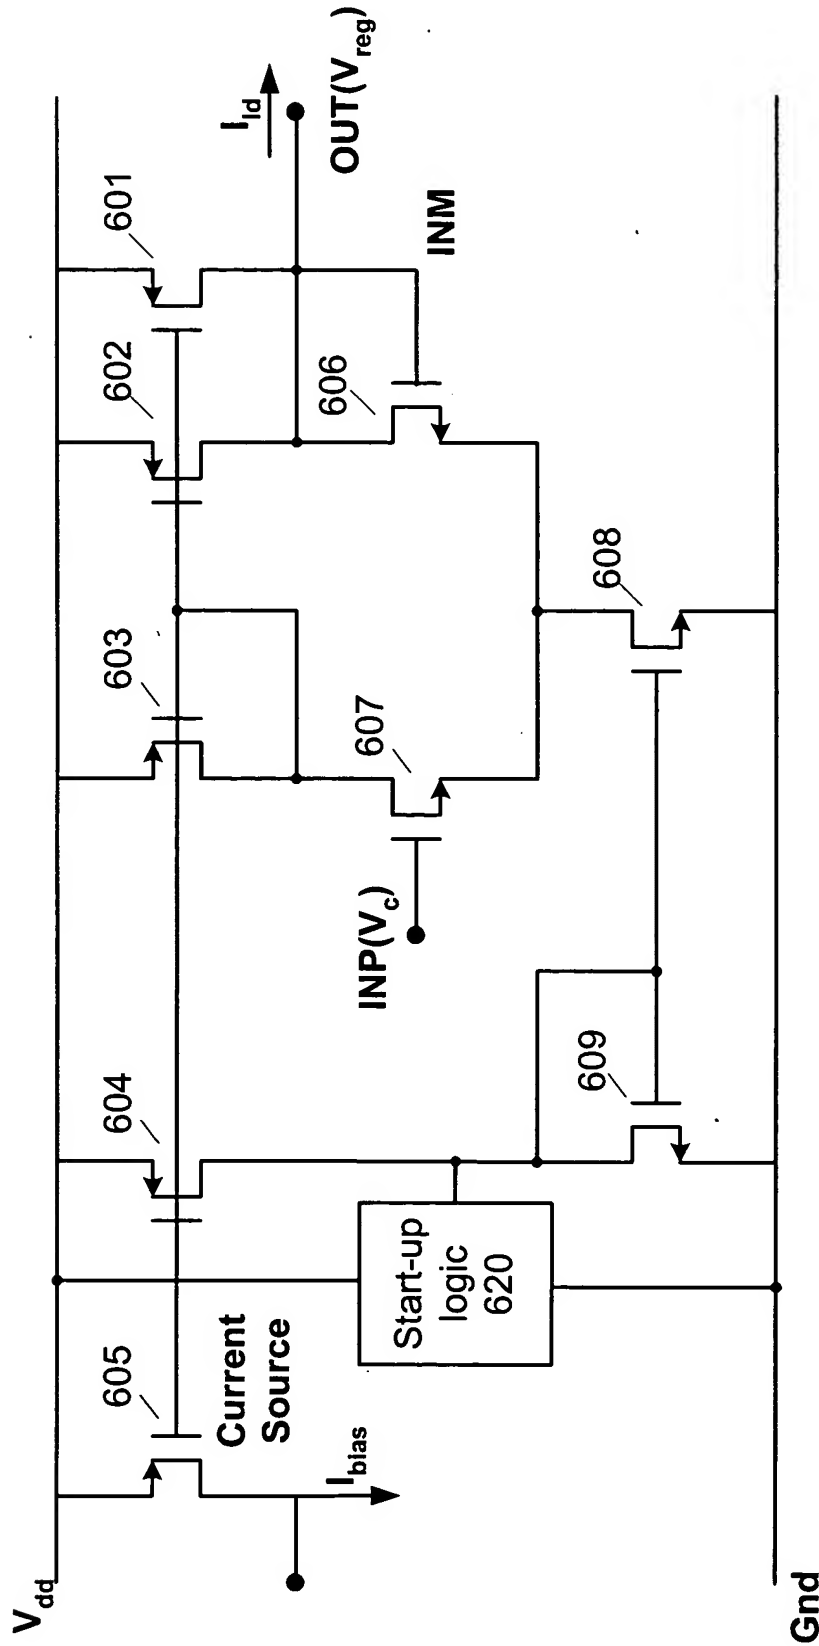 V_dd
605
604
603
602
601
I_ld
OUT(V_reg)
Current
Source
I_bias
INP(V_c)
607
606
INM
Start-up
logic
620
609
608
Gnd